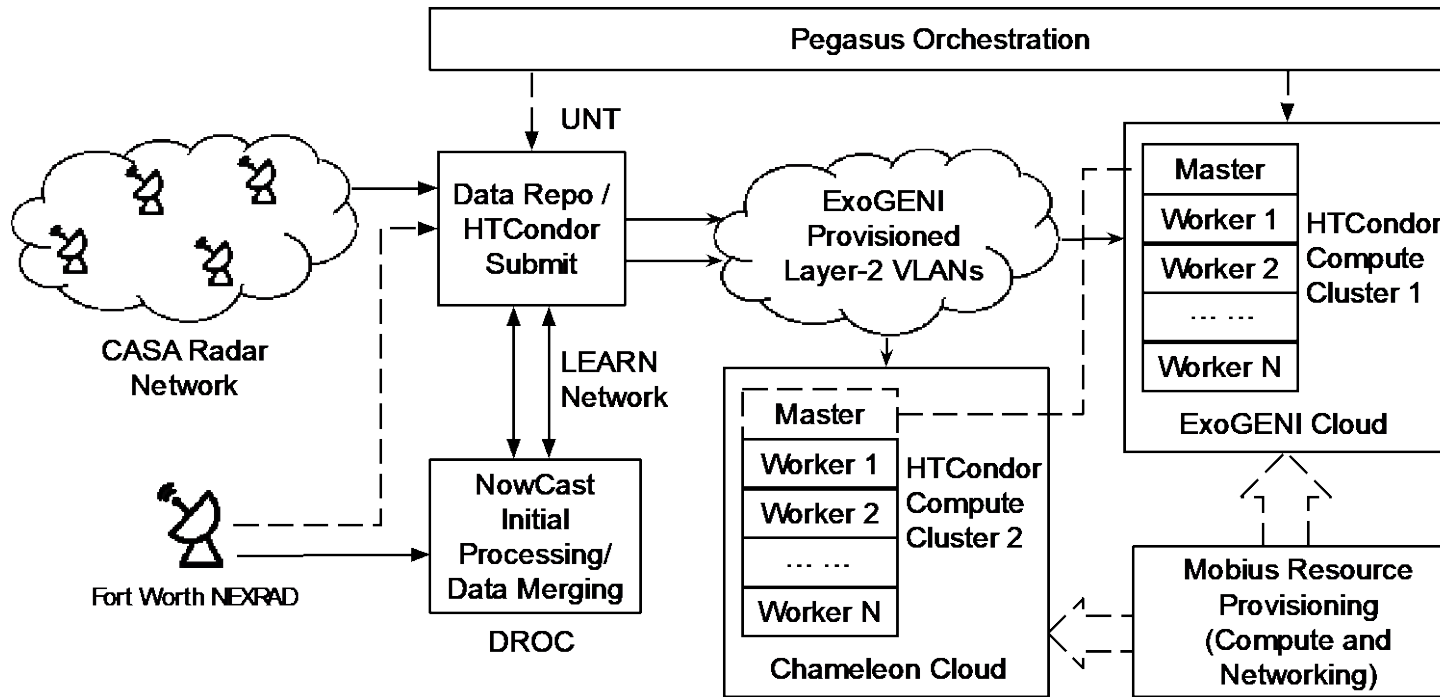 Pegasus Orchestration
UNT
Data Repo /
HTCondor
Submit
CASA Radar
Network
ExoGENI
Provisioned
Layer-2 VLANs
Master
Worker 1
Worker 2
... ...
Worker N
HTCondor
Compute
Cluster 1
ExoGENI Cloud
LEARN
Network
NowCast
Initial
Processing/
Data Merging
DROC
Fort Worth NEXRAD
Master
Worker 1
Worker 2
... ...
Worker N
HTCondor
Compute
Cluster 2
Chameleon Cloud
Mobius Resource
Provisioning
(Compute and
Networking)